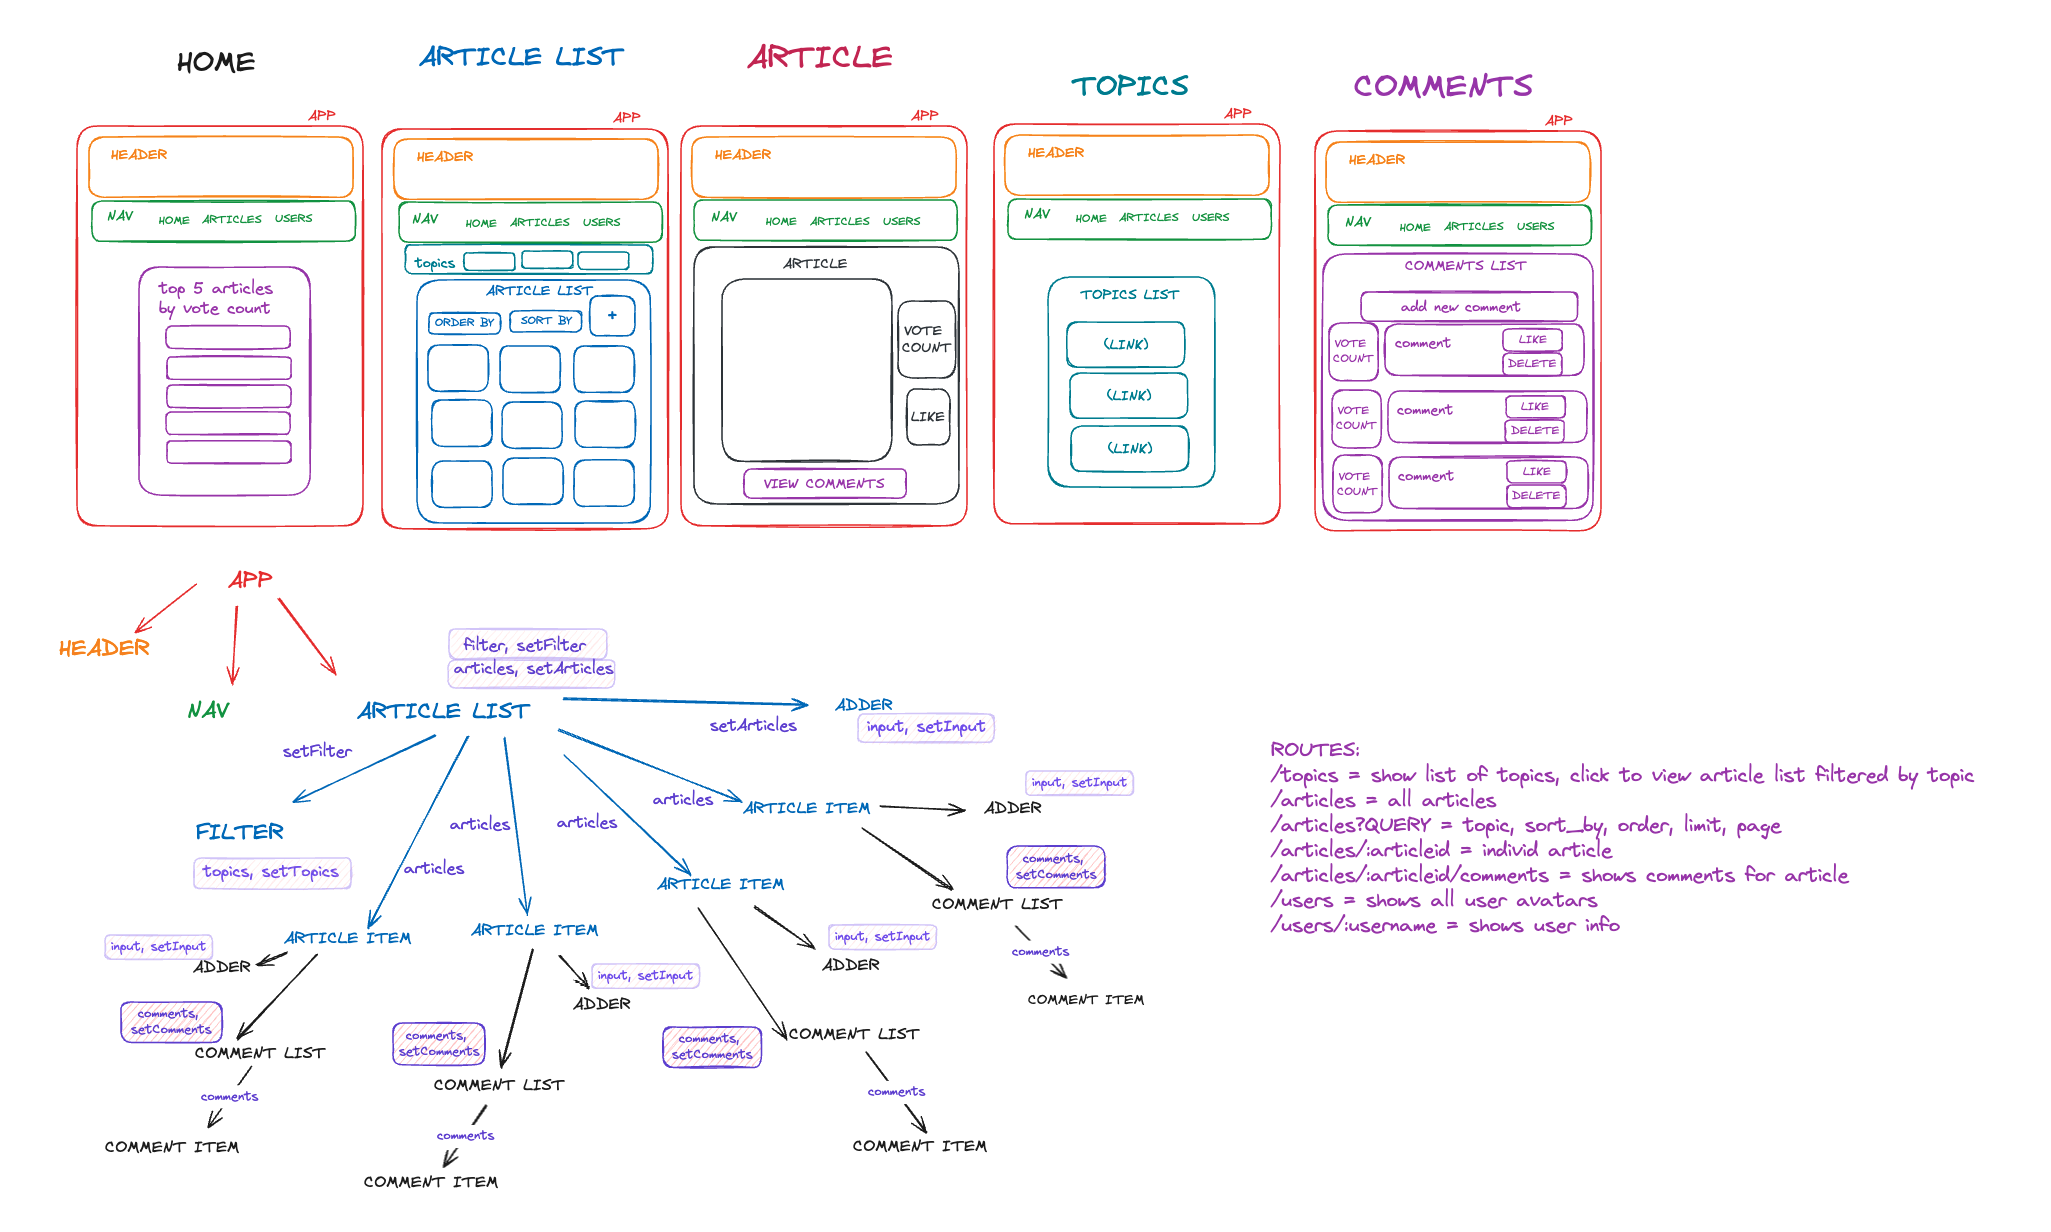 HOME
ARTICLE LIST
ARTICLE
TOPICS
COMMENTS
APP
HEADER
NAV
HOME ARTICLES USERS
top 5 articles
by vote count
APP
HEADER
NAV
HOME ARTICLES USERS
topics
ARTICLE LIST
ORDER BY
SORT BY
+
APP
HEADER
NAV
HOME ARTICLES USERS
ARTICLE
VOTE
COUNT
LIKE
VIEW COMMENTS
APP
HEADER
NAV
HOME ARTICLES USERS
TOPICS LIST
(LINK)
(LINK)
(LINK)
APP
HEADER
NAV
HOME ARTICLES USERS
COMMENTS LIST
add new comment
VOTE
COUNT
comment
LIKE
DELETE
VOTE
COUNT
comment
LIKE
DELETE
VOTE
COUNT
comment
LIKE
DELETE
APP
HEADER
NAV
filter, setFilter
articles, setArticles
ARTICLE LIST
setArticles
ADDER
input, setInput
setFilter
FILTER
topics, setTopics
articles
articles
articles
articles
ARTICLE ITEM
input, setInput
ADDER
comments,
setComments
COMMENT LIST
comments
COMMENT ITEM
ARTICLE ITEM
input, setInput
ADDER
comments,
setComments
COMMENT LIST
comments
COMMENT ITEM
ARTICLE ITEM
input, setInput
ADDER
comments,
setComments
COMMENT LIST
comments
COMMENT ITEM
ARTICLE ITEM
input, setInput
ADDER
comments,
setComments
COMMENT LIST
comments
COMMENT ITEM
ROUTES:
/topics = show list of topics, click to view article list filtered by topic
/articles = all articles
/articles?QUERY = topic, sort_by, order, limit, page
/articles/:articleid = individ article
/articles/:articleid/comments = shows comments for article
/users = shows all user avatars
/users/:username = shows user info